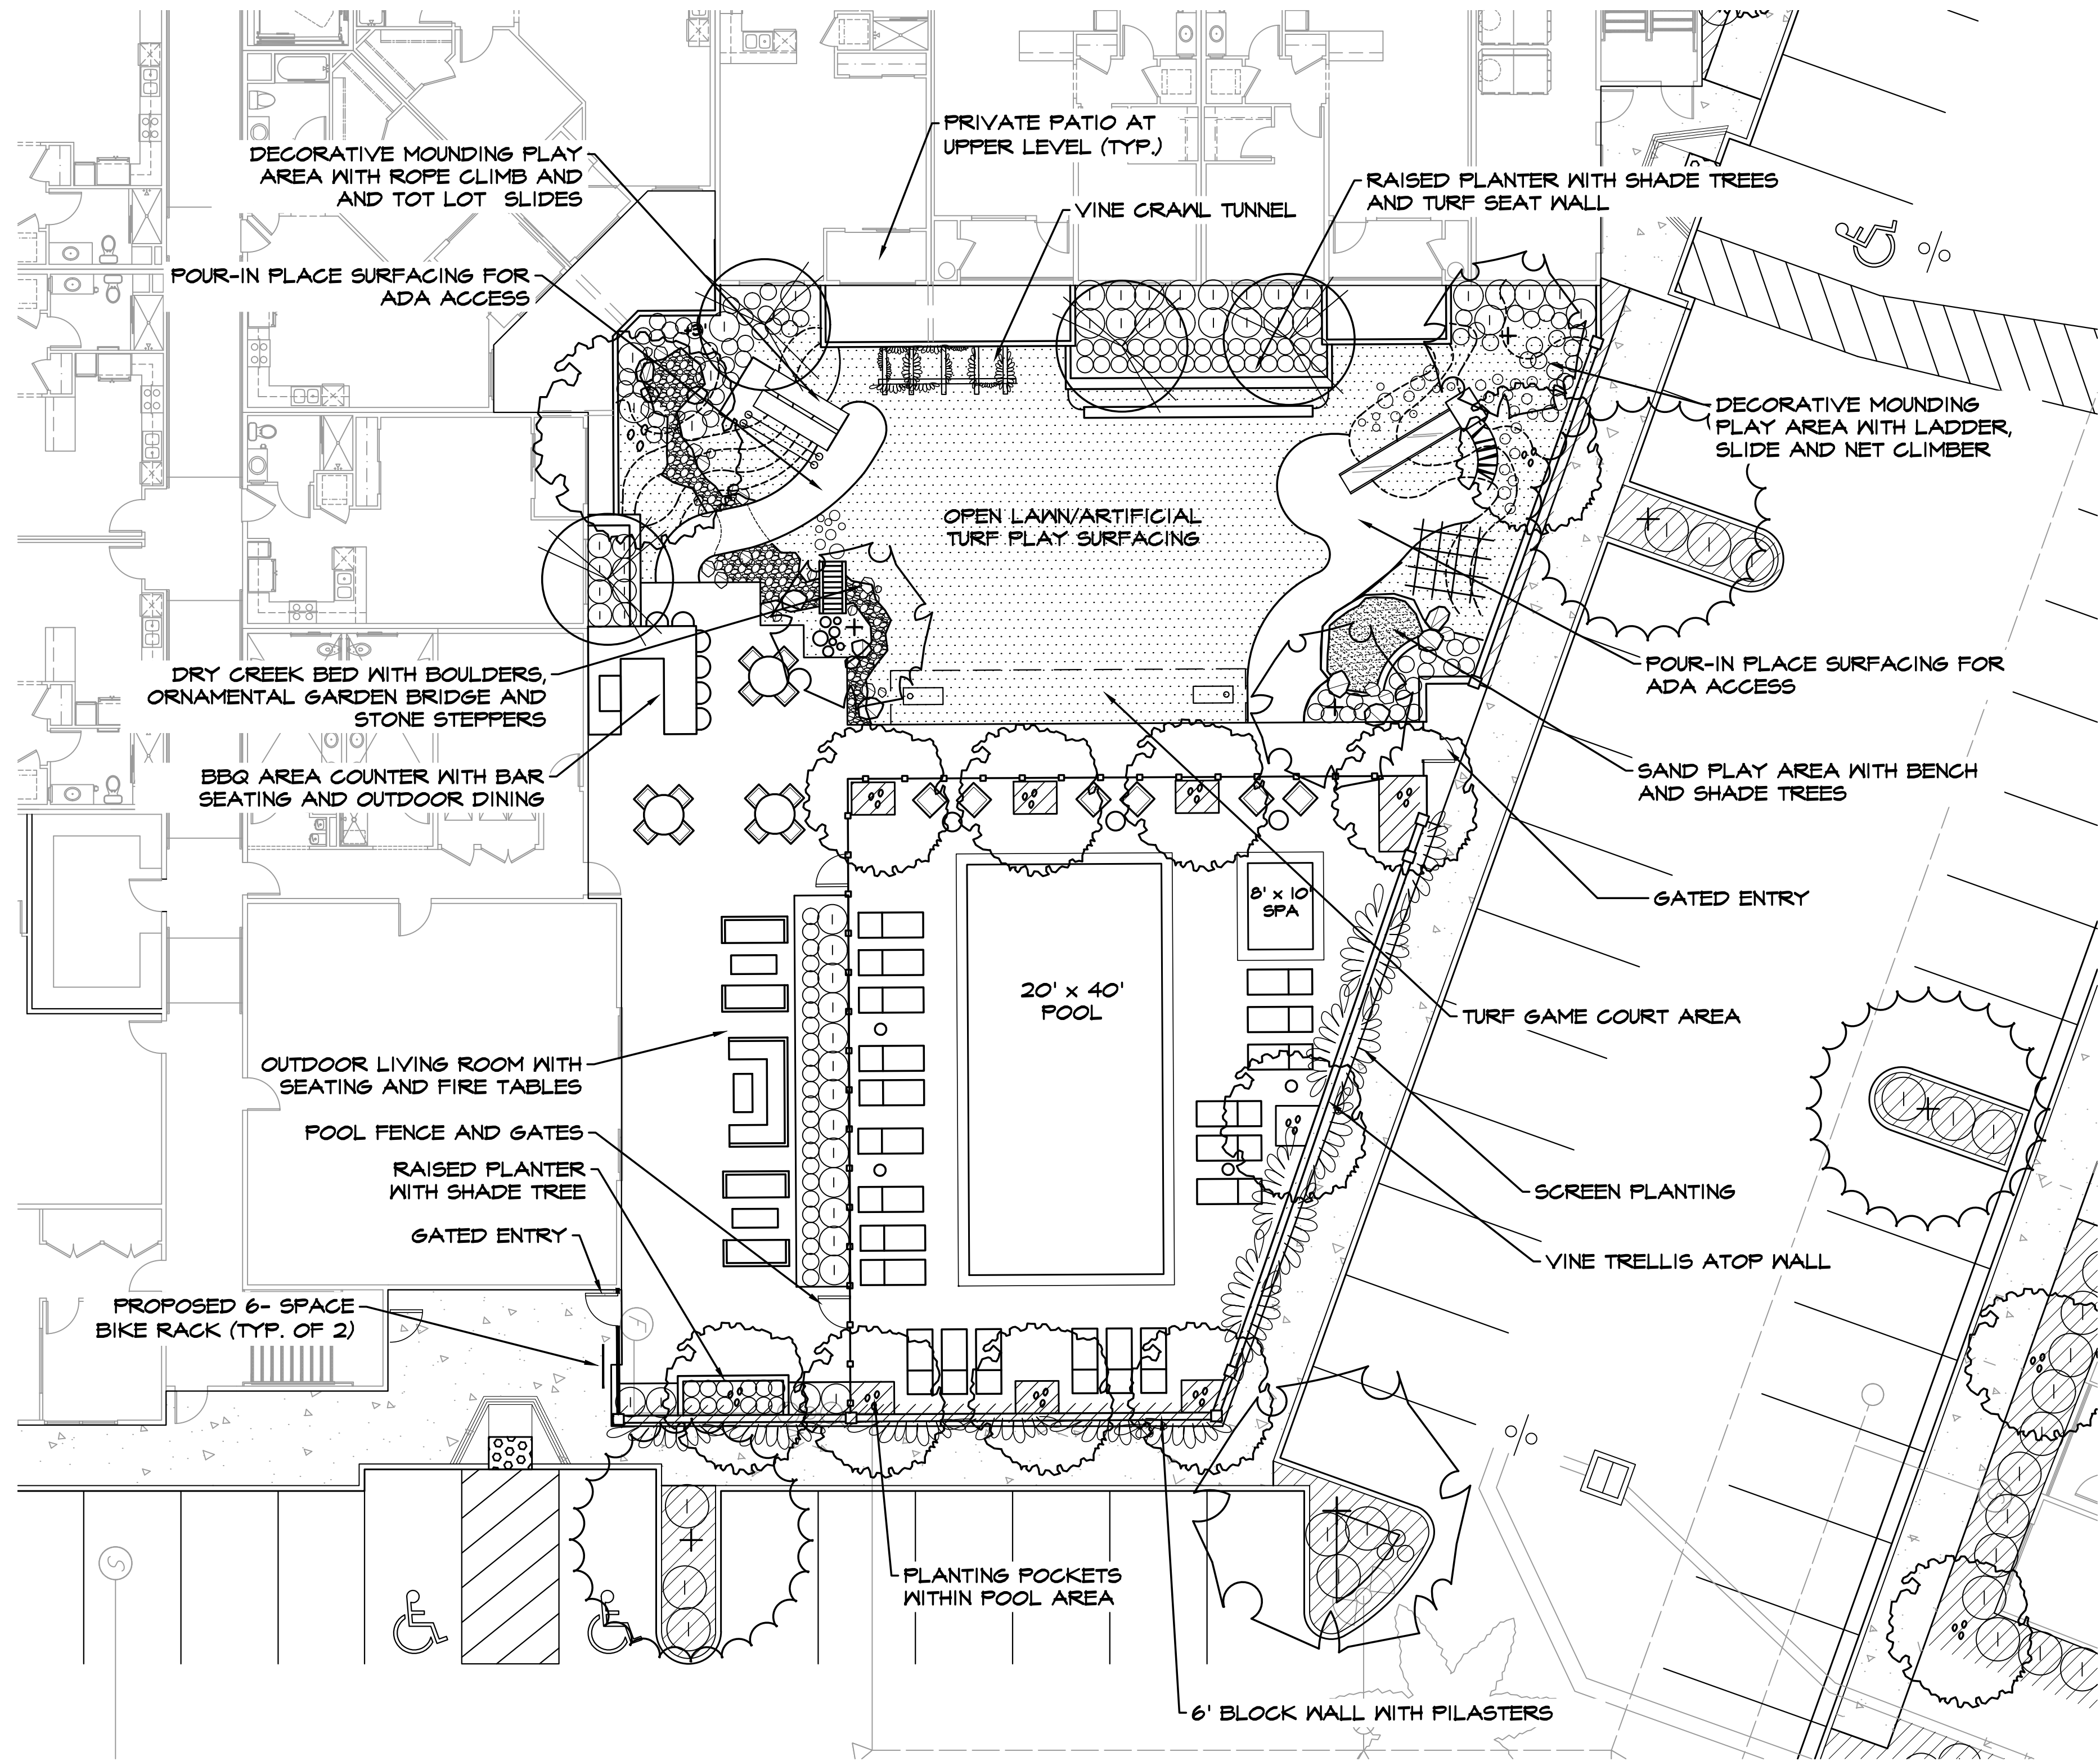 PRIVATE PATIO AT
UPPER LEVEL (TYP.)
DECORATIVE MOUNDING PLAY
AREA WITH ROPE CLIMB AND
AND TOT LOT SLIDES
RAISED PLANTER WITH SHADE TREES
AND TURF SEAT WALL
VINE CRAWL TUNNEL
POUR-IN PLACE SURFACING FOR
ADA ACCESS
+3'
DECORATIVE MOUNDING
PLAY AREA WITH LADDER,
SLIDE AND NET CLIMBER
OPEN LAWN/ARTIFICIAL
TURF PLAY SURFACING
DRY CREEK BED WITH BOULDERS,
ORNAMENTAL GARDEN BRIDGE AND
STONE STEPPERS
POUR-IN PLACE SURFACING FOR
ADA ACCESS
BBQ AREA COUNTER WITH BAR
SEATING AND OUTDOOR DINING
SAND PLAY AREA WITH BENCH
AND SHADE TREES
GATED ENTRY
8' x 10'
SPA
20' x 40'
POOL
TURF GAME COURT AREA
OUTDOOR LIVING ROOM WITH
SEATING AND FIRE TABLES
POOL FENCE AND GATES
RAISED PLANTER
WITH SHADE TREE
SCREEN PLANTING
GATED ENTRY
VINE TRELLIS ATOP WALL
PROPOSED 6- SPACE
BIKE RACK (TYP. OF 2)
F
S
PLANTING POCKETS
WITHIN POOL AREA
6' BLOCK WALL WITH PILASTERS